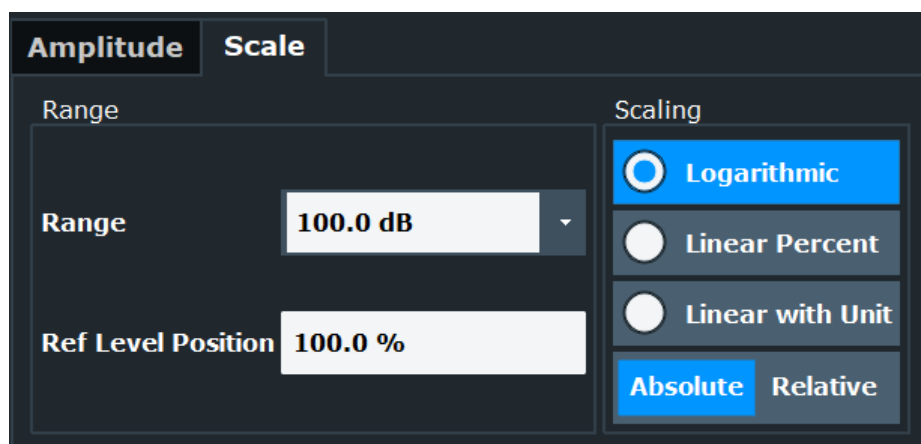 Amplitude Scale
Range
Range 100.0 dB
Ref Level Position 100.0 %
Scaling
Logarithmic
Linear Percent
Linear with Unit
Absolute Relative